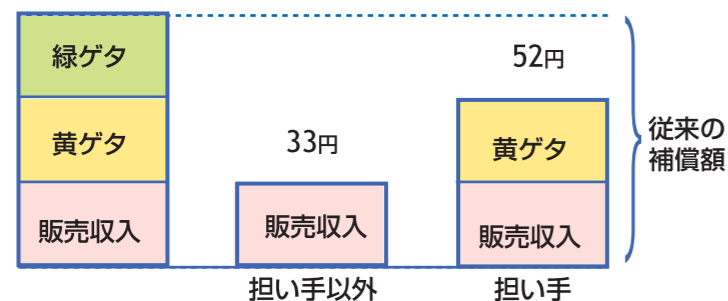 緑ゲタ
黄ゲタ
販売収入
33円
販売収入
担い手以外
52円
黄ゲタ
販売収入
担い手
従来の
補償額